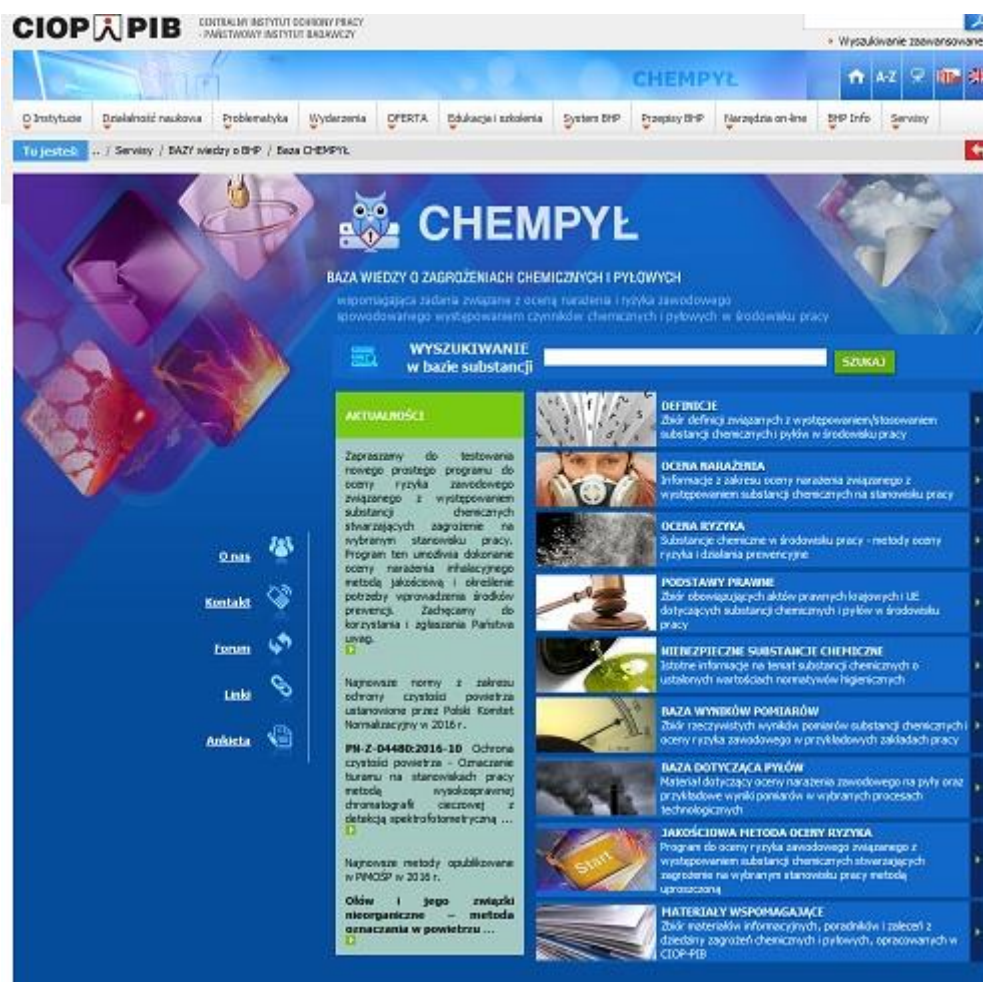 CIOP PIB
CENTRALNY INSTYTUT OCHRONY PRACY
- PAŃSTWOWY INSTYTUT BADAWCZY
Wyszukiwanie zaawansowane
CHEMPYŁ
A-Z
O Instytucie Działalność naukowa Problematyka Wydarzenia OFERTA Edukacja i szkolenia System BHP Przepisy BHP Narzędzia on-line BHP Info Serwisy
Tu jesteś: .. / Serwisy / BAZY wiedzy o BHP / Baza CHEMPYŁ
CHEMPYŁ
BAZA WIEDZY O ZAGROŻENIACH CHEMICZNYCH I PYŁOWYCH
wspomagająca zadania związane z oceną narażenia i ryzyka zawodowego
spowodowanego występowaniem czynników chemicznych i pyłowych w środowisku pracy
WYSZUKIWANIE
w bazie substancji
SZUKAJ
O nas
Kontakt
Forum
Linki
Ankieta
AKTUALNOŚCI
Zapraszamy do testowania
nowego prostego programu do
oceny ryzyka zawodowego
związanego z występowaniem
substancji chemicznych
stwarzających zagrożenie na
wybranym stanowisku pracy.
Program ten umożliwia dokonanie
oceny narażenia inhalacyjnego
metodą jakościową i określenie
potrzeby wprowadzenia środków
prewencji. Zachęcamy do
korzystania i zgłaszania Państwa
uwag.
Najnowsze normy z zakresu
ochrony czystości powietrza
ustanowione przez Polski Komitet
Normalizacyjny w 2016 r.
PN-Z-04480:2016-10 Ochrona
czystości powietrza - Oznaczanie
tiuramu na stanowiskach pracy
metodą wysokosprawnej
chromatografii cieczowej z
detekcją spektrofotometryczną ...
Najnowsze metody opublikowane
w PiMOŚP w 2016 r.
Ołów i jego związki
nieorganiczne – metoda
oznaczania w powietrzu ...
DEFINICJE
Zbiór definicji związanych z występowaniem/stosowaniem
substancji chemicznych i pyłów w środowisku pracy
OCENA NARAŻENIA
Informacje z zakresu oceny narażenia związanego z
występowaniem substancji chemicznych na stanowisku pracy
OCENA RYZYKA
Substancje chemiczne w środowisku pracy - metody oceny
ryzyka i działania prewencyjne
PODSTAWY PRAWNE
Zbiór obowiązujących aktów prawnych krajowych i UE
dotyczących substancji chemicznych i pyłów w środowisku
pracy
NIEBEZPIECZNE SUBSTANCJE CHEMICZNE
Istotne informacje na temat substancji chemicznych o
ustalonych wartościach normatywów higienicznych
BAZA WYNIKÓW POMIARÓW
Zbiór rzeczywistych wyników pomiarów substancji chemicznych i
oceny ryzyka zawodowego w przykładowych zakładach pracy
BAZA DOTYCZĄCA PYŁÓW
Materiał dotyczący oceny narażenia zawodowego na pyły oraz
przykładowe wyniki pomiarów w wybranych procesach
technologicznych
Start
JAKOŚCIOWA METODA OCENY RYZYKA
Program do oceny ryzyka zawodowego związanego z
występowaniem substancji chemicznych stwarzających
zagrożenie na wybranym stanowisku pracy metodą
uproszczoną
MATERIAŁY WSPOMAGAJĄCE
Zbiór materiałów informacyjnych, poradników i zaleceń z
dziedziny zagrożeń chemicznych i pyłowych, opracowanych w
CIOP-PIB